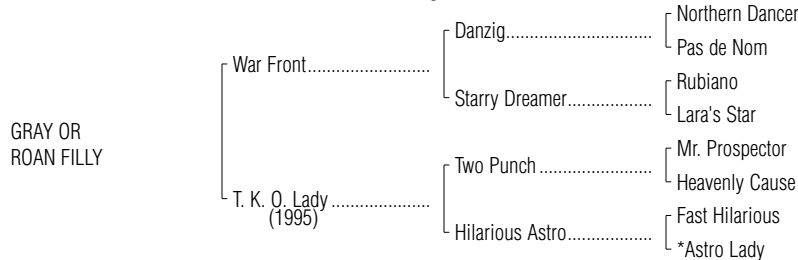 Northern Dancer
Danzig................................
Pas de Nom
War Front.........................
Rubiano
Starry Dreamer..................
Lara's Star
GRAY OR
ROAN FILLY
Mr. Prospector
Two Punch ........................
Heavenly Cause
T. K. O. Lady .....................
(1995)
Fast Hilarious
Hilarious Astro..................
*Astro Lady